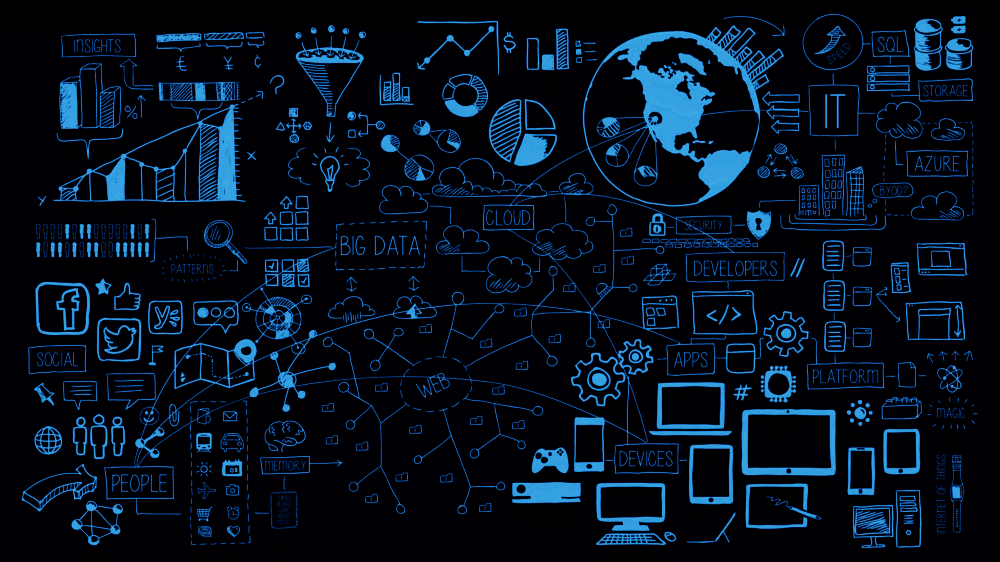 INSIGHTS
€
¥
¢
%
?
$
SPEED
SQL
STORAGE
IT
AZURE
BYOD?
x
y
PATTERNS
BIG DATA
CLOUD
SECURITY
DEVELOPERS
//
</>
f
y
SOCIAL
WEB
APPS
PLATFORM
#
MAGIC
PEOPLE
MEMORY
DEVICES
INTERNET OF THINGS